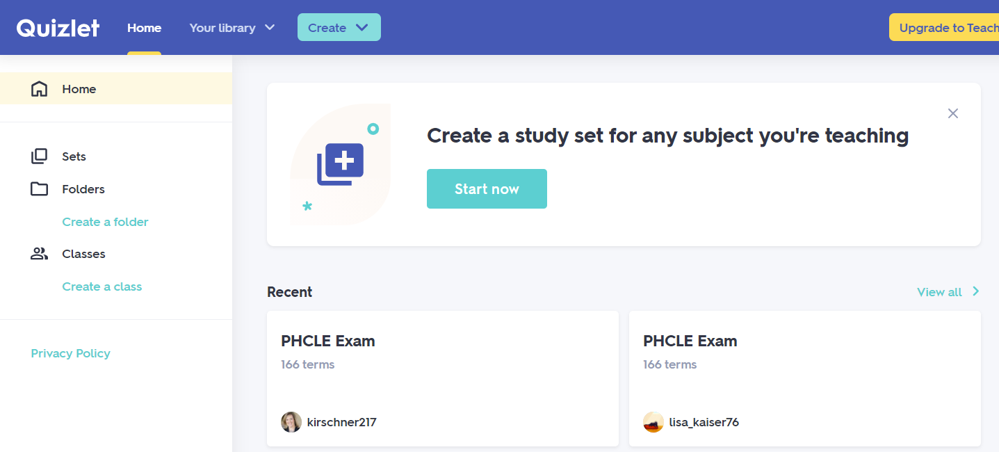 Quizlet Home Your library Create Upgrade to Teach
Home
Sets
Folders
Create a folder
Classes
Create a class
Privacy Policy
Create a study set for any subject you're teaching
Start now
Recent View all
PHCLE Exam
166 terms
kirschner217
PHCLE Exam
166 terms
lisa_kaiser76